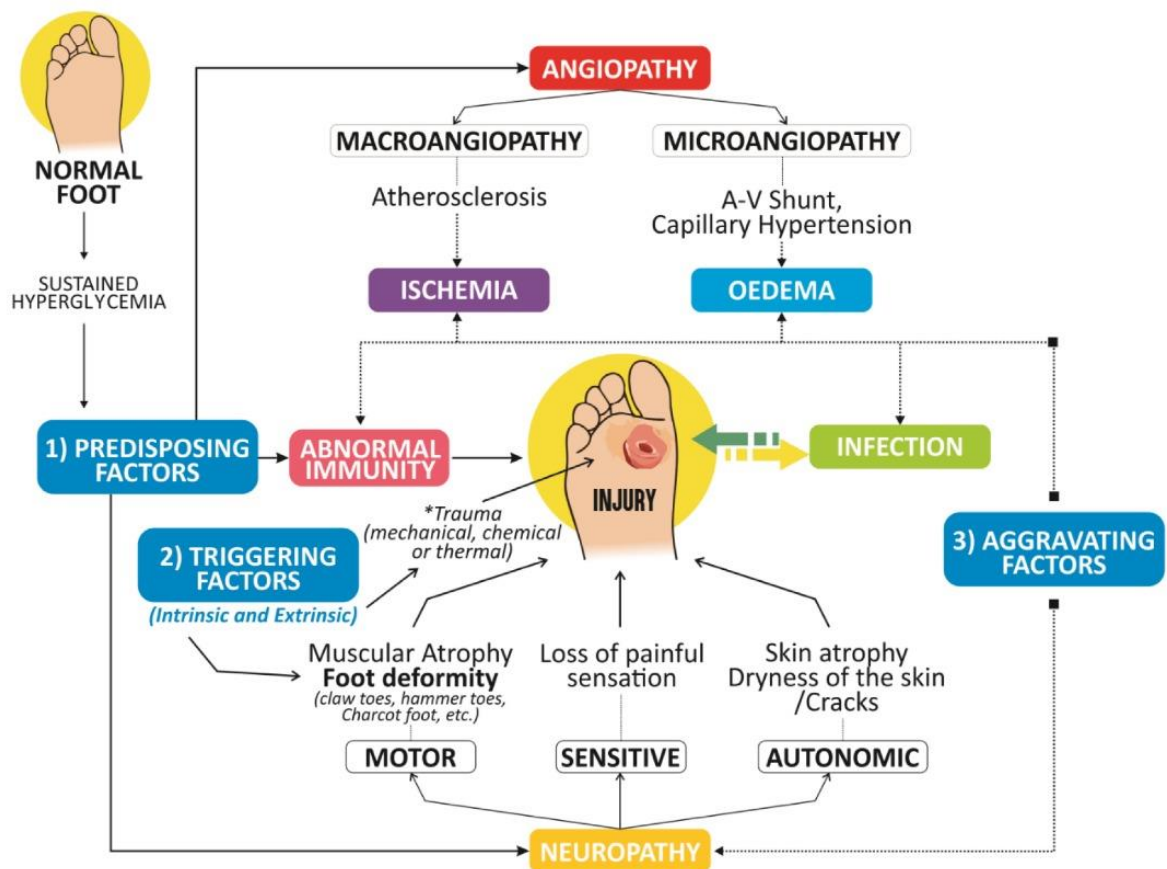 NORMAL
FOOT
SUSTAINED
HYPERGLYCEMIA
1) PREDISPOSING
FACTORS
ANGIOPATHY
MACROANGIOPATHY
Atherosclerosis
ISCHEMIA
MICROANGIOPATHY
A-V Shunt,
Capillary Hypertension
OEDEMA
ABNORMAL
IMMUNITY
INJURY
INFECTION
*Trauma
(mechanical, chemical
or thermal)
2) TRIGGERING
FACTORS
(Intrinsic and Extrinsic)
3) AGGRAVATING
FACTORS
Muscular Atrophy
Foot deformity
(claw toes, hammer toes,
Charcot foot, etc.)
MOTOR
Loss of painful
sensation
SENSITIVE
Skin atrophy
Dryness of the skin
/Cracks
AUTONOMIC
NEUROPATHY